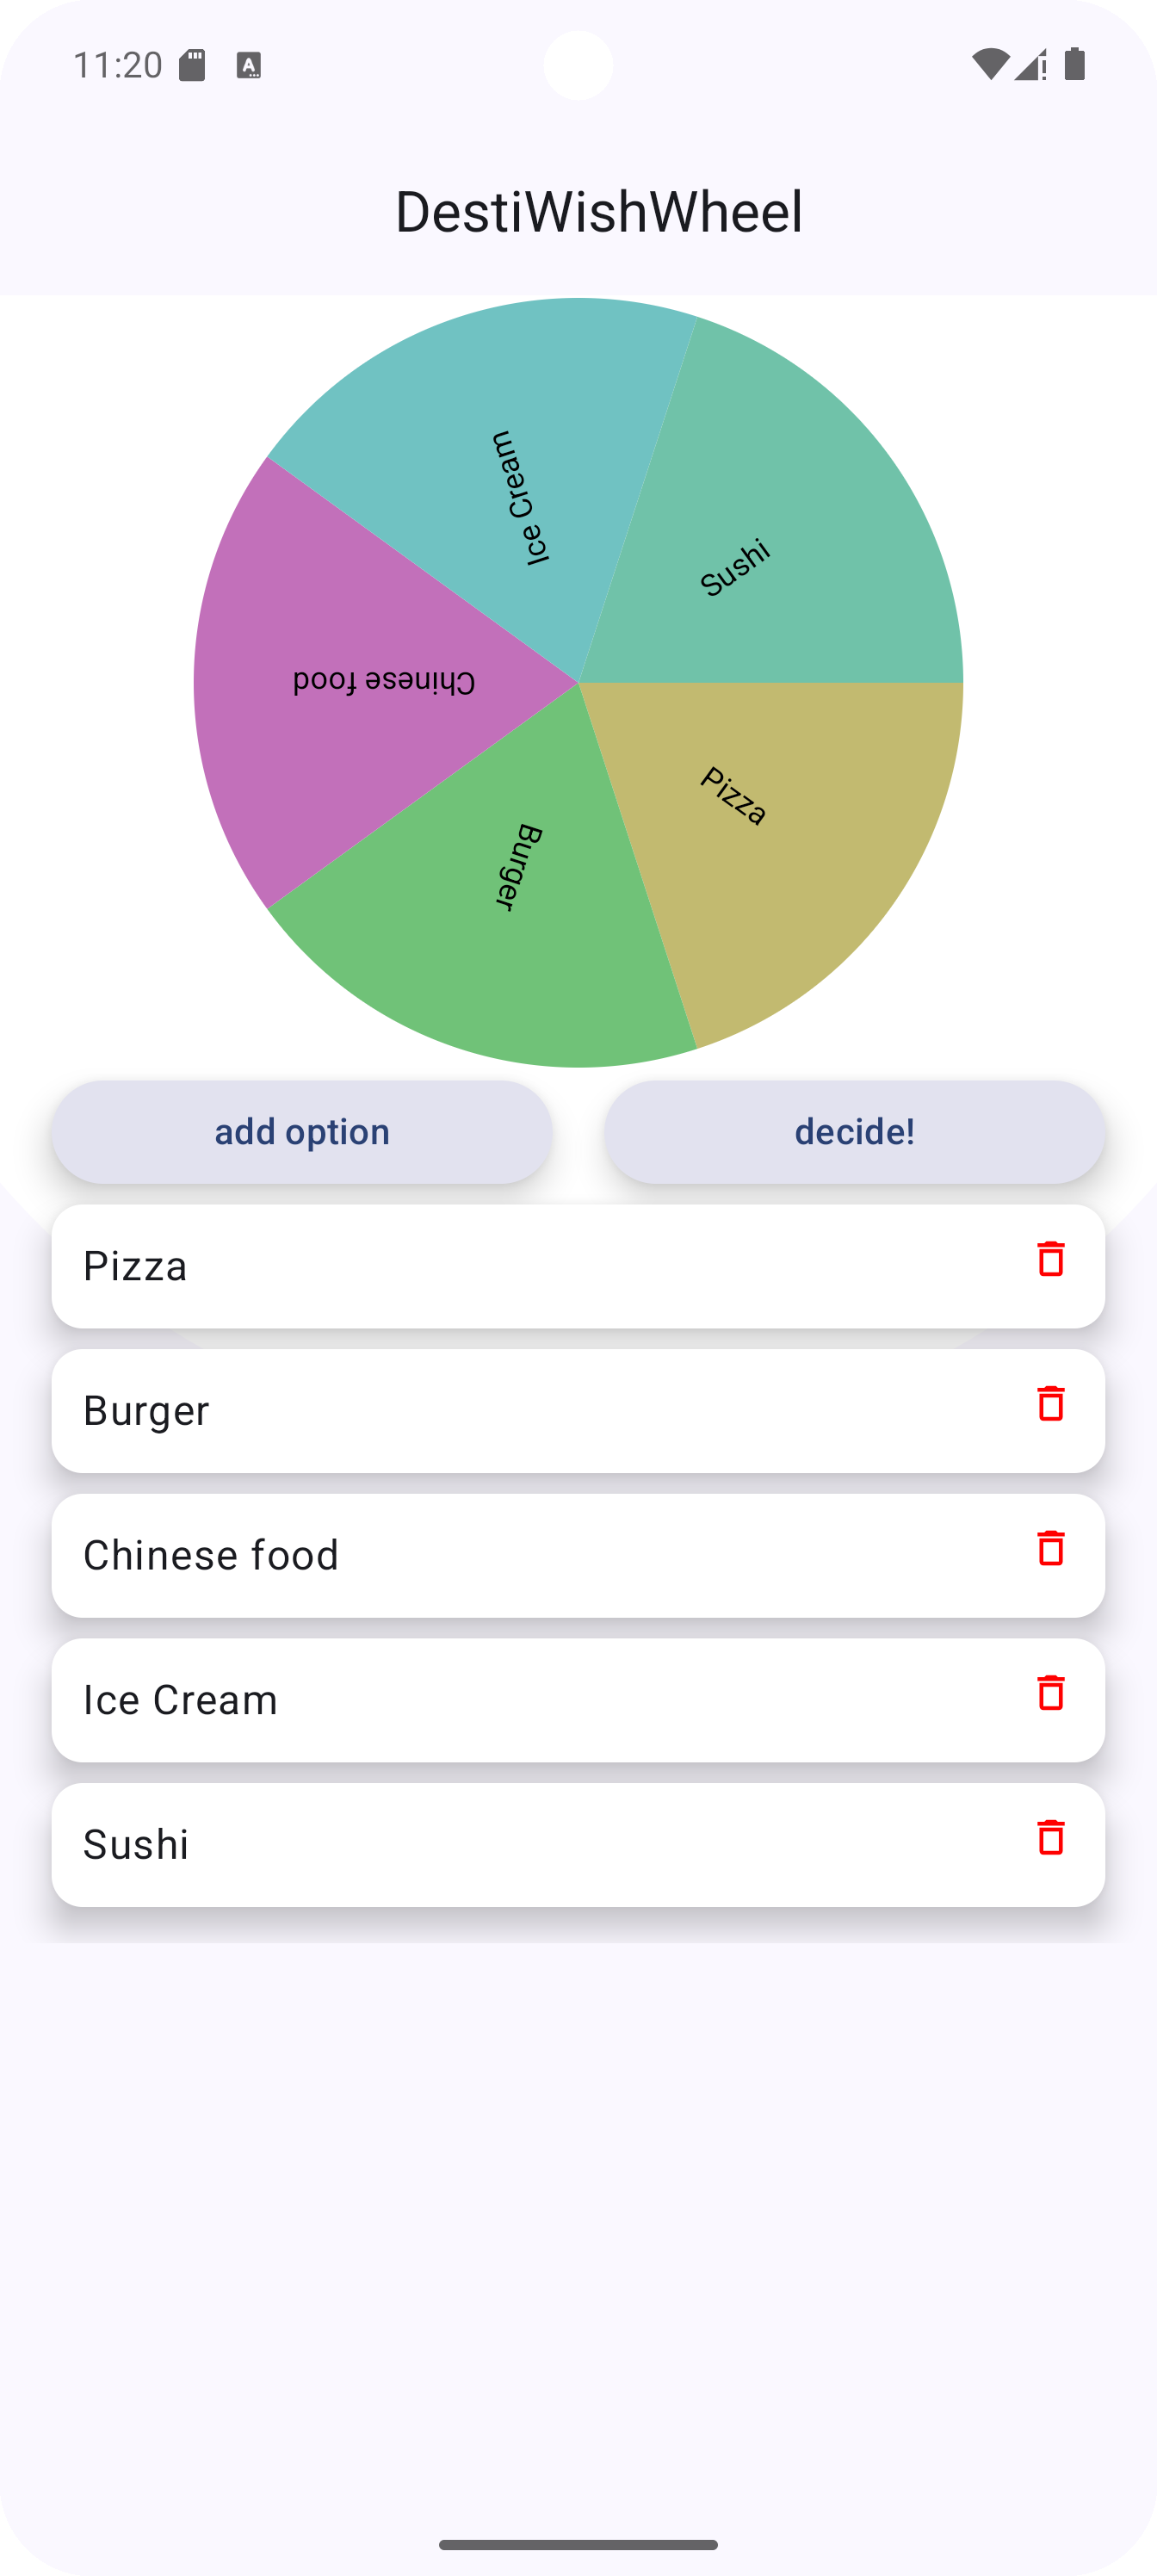 11:20
DestiWishWheel
Ice Cream
Sushi
Chinese food
Pizza
Burger
add option
decide!
Pizza
Burger
Chinese food
Ice Cream
Sushi